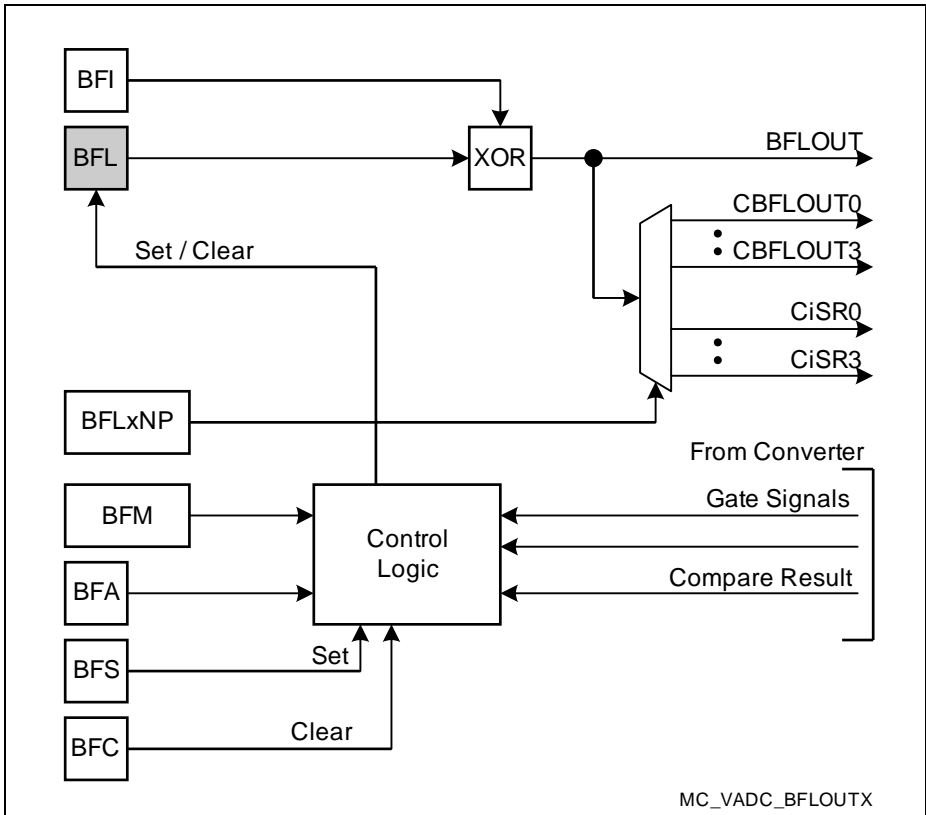 BFI
BFL
XOR
BFLOUT
CBFLOUT0
CBFLOUT3
Set / Clear
CiSR0
CiSR3
BFLxNP
From Converter
BFM
Control
Logic
Gate Signals
Compare Result
BFA
BFS
Set
BFC
Clear
MC_VADC_BFLOUTX